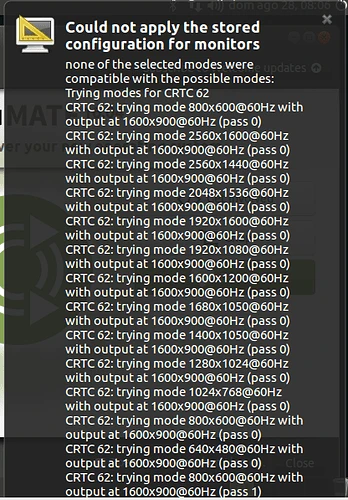 dom ago 28, 08:06
Could not apply the stored
configuration for monitors
none of the selected modes were
compatible with the possible modes:
updates
Trying modes for CRTC 62
CRTC 62: trying mode 800x600@60Hz with
output at 1600x900@60Hz (pass 0)
CRTC 62: trying mode 2560x1600@60Hz
with output at 1600x900@60Hz (pass 0)
CRTC 62: trying mode 2560x1440@60Hz
with output at 1600x900@60Hz (pass 0)
CRTC 62: trying mode 2048x1536@60Hz
with output at 1600x900@60Hz (pass 0)
CRTC 62: trying mode 1920x1600@60Hz
with output at 1600x900@60Hz (pass 0)
CRTC 62: trying mode 1920x1080@60Hz
with output at 1600x900@60Hz (pass 0)
CRTC 62: trying mode 1600x1200@60Hz
with output at 1600x900@60Hz (pass 0)
CRTC 62: trying mode 1680x1050@60Hz
with output at 1600x900@60Hz (pass 0)
CRTC 62: trying mode 1400x1050@60Hz
with output at 1600x900@60Hz (pass 0)
CRTC 62: trying mode 1280x1024@60Hz
with output at 1600x900@60Hz (pass 0)
CRTC 62: trying mode 1024x768@60Hz
with output at 1600x900@60Hz (pass 0)
CRTC 62: trying mode 800x600@60Hz with
output at 1600x900@60Hz (pass 0)
CRTC 62: trying mode 640x480@60Hz with
output at 1600x900@60Hz (pass 0)
Close
CRTC 62: trying mode 800x600@60Hz with
output at 1600x900@60Hz (pass 1)